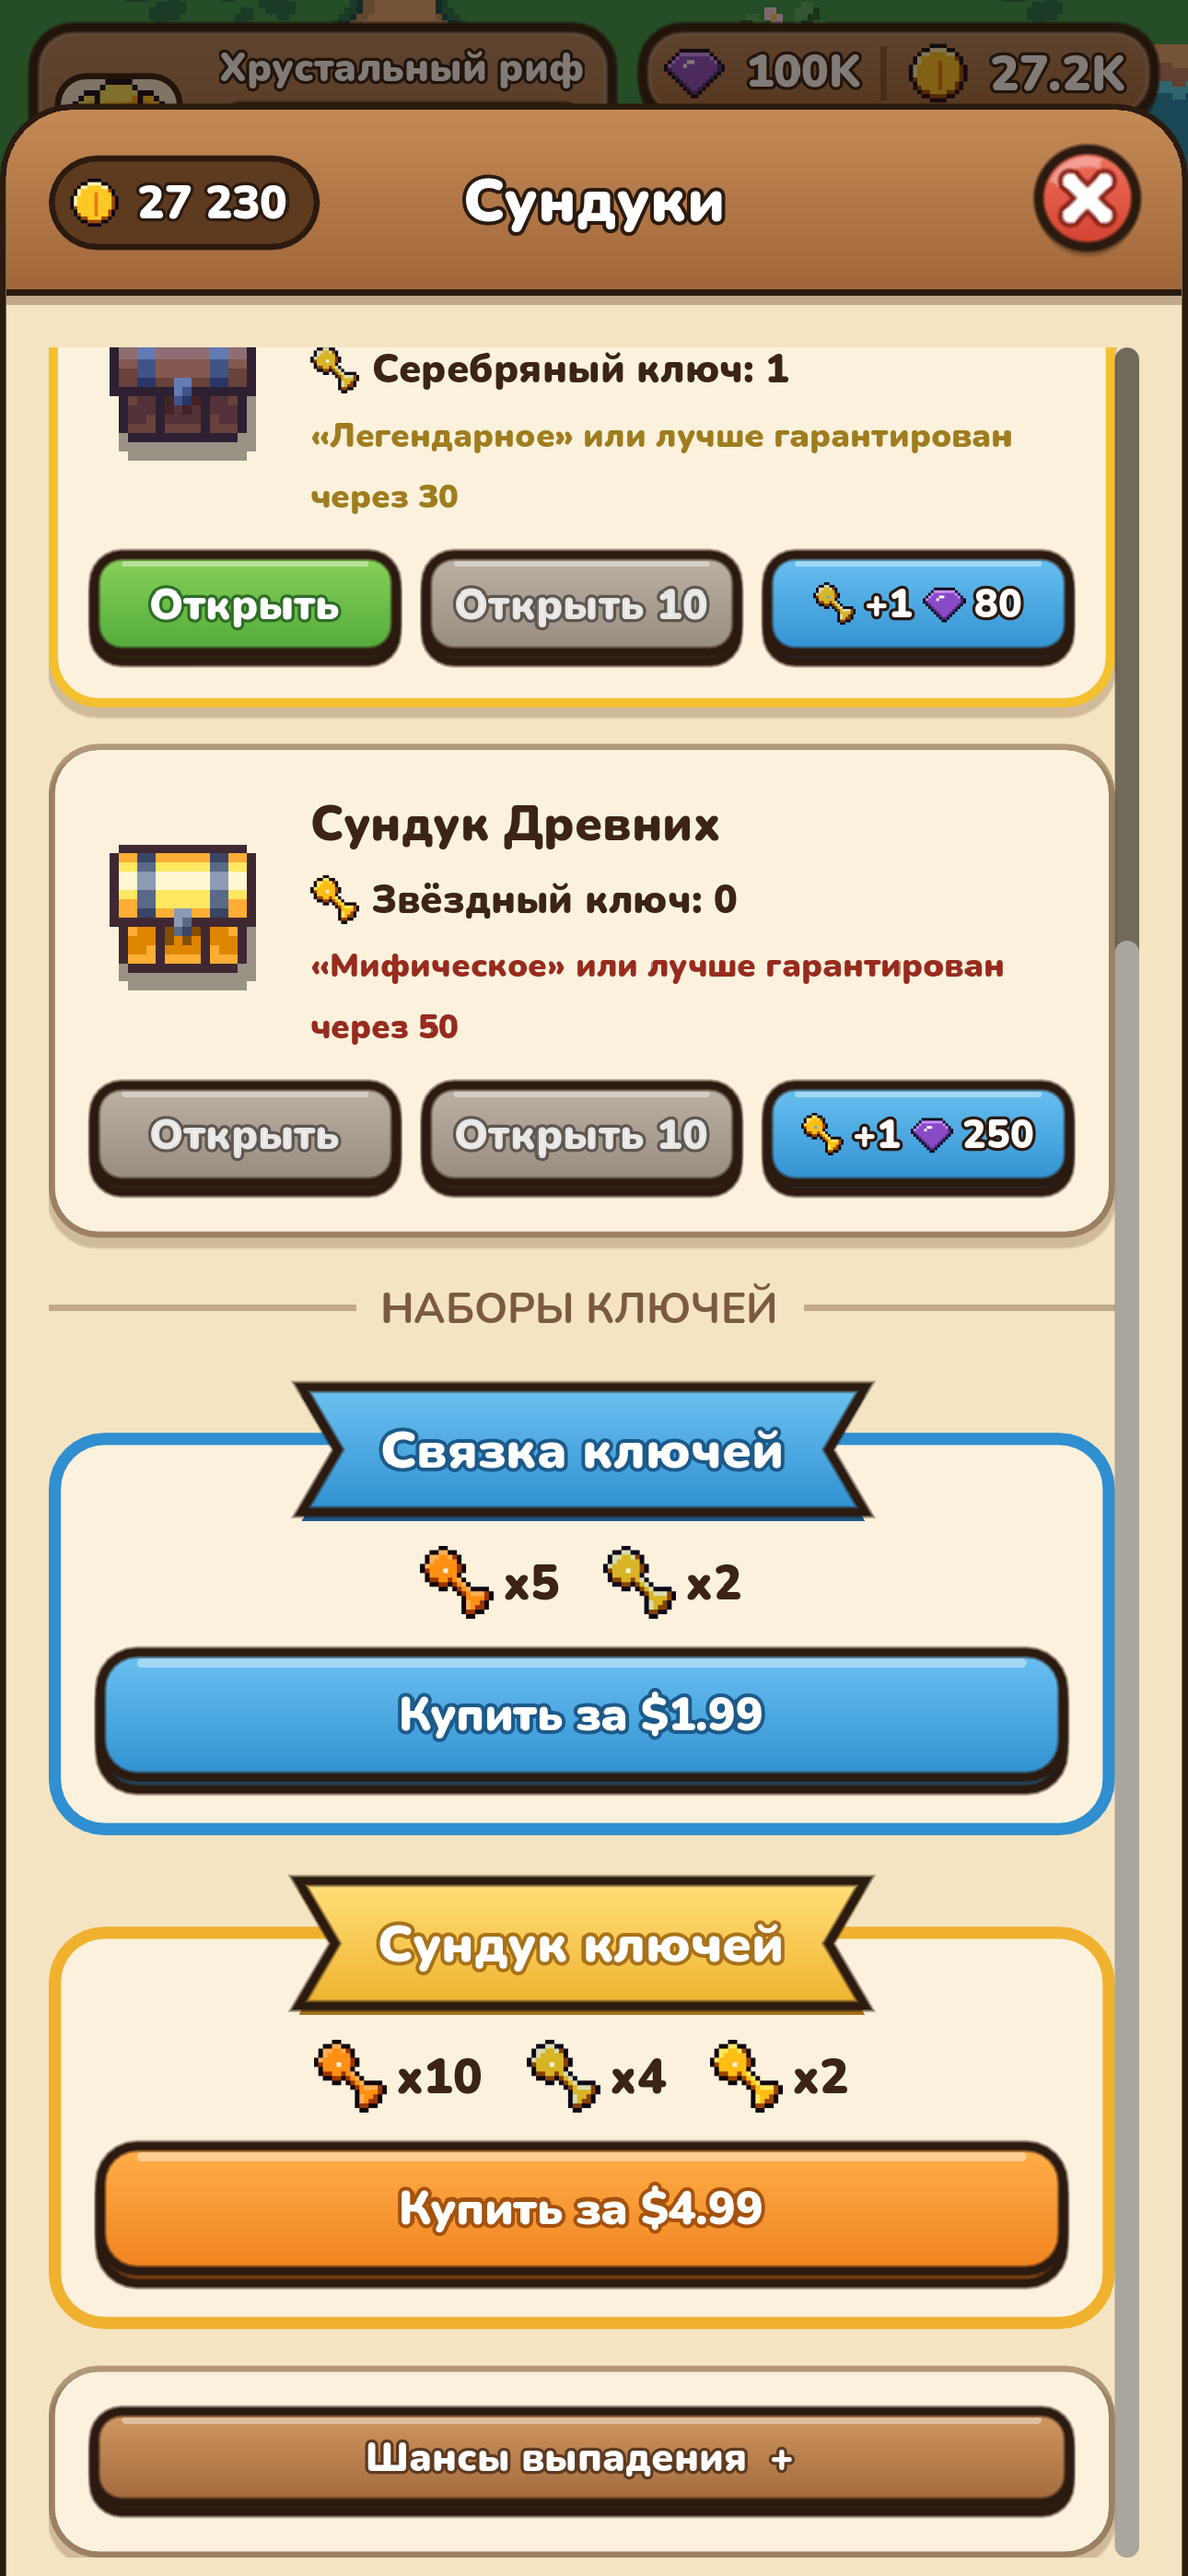 Хрустальный риф
100K
27.2K
27 230
Сундуки
Серебряный ключ: 1
«Легендарное» или лучше гарантирован
через 30
Открыть
Открыть 10
+1 80
Сундук Древних
Звёздный ключ: 0
«Мифическое» или лучше гарантирован
через 50
Открыть
Открыть 10
+1 250
НАБОРЫ КЛЮЧЕЙ
Связка ключей
x5 x2
Купить за $1.99
Сундук ключей
x10 x4 x2
Купить за $4.99
Шансы выпадения +